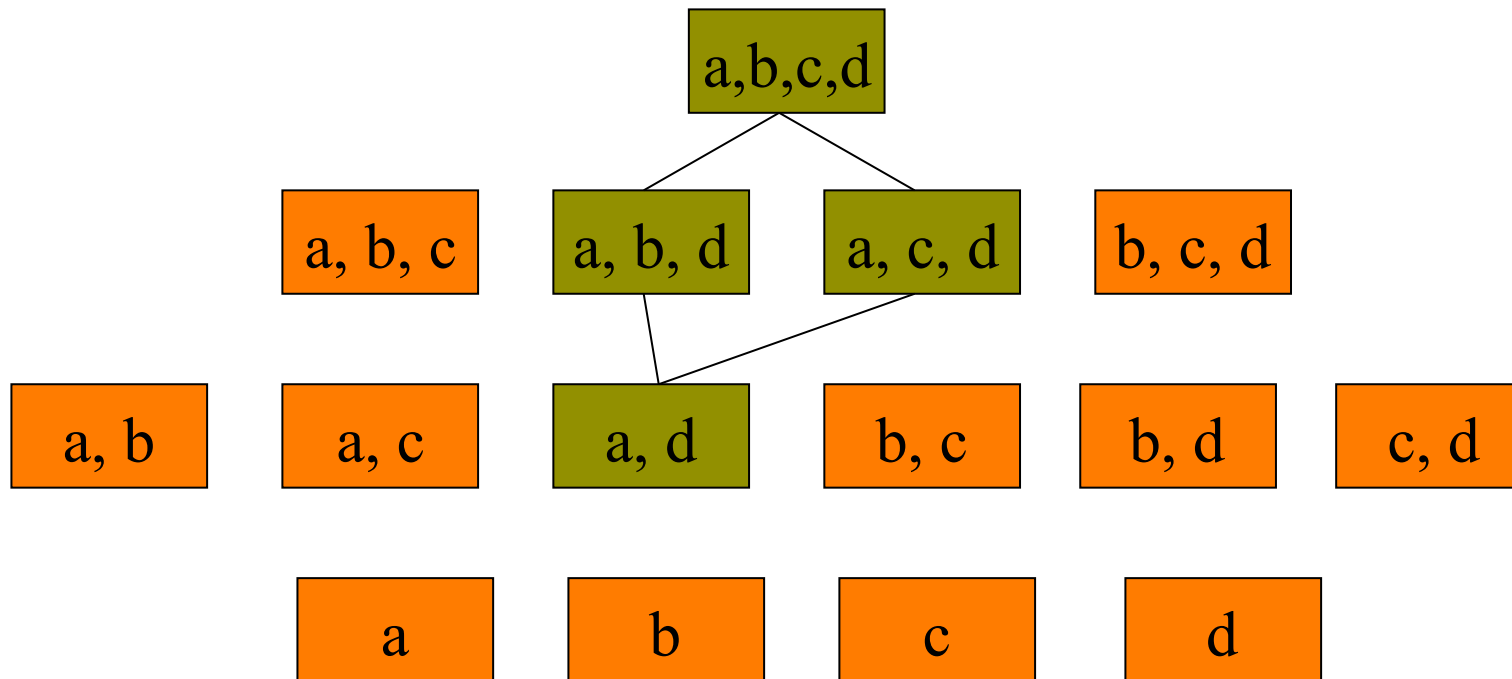 a,b,c,d
a, b, c
a, b, d
a, c, d
b, c, d
a, b
a, c
a, d
b, c
b, d
c, d
a
b
c
d